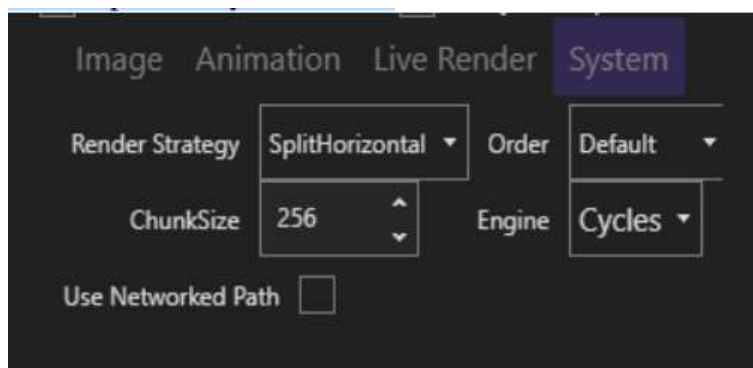 Image Animation Live Render System
Render Strategy SplitHorizontal Order Default
ChunkSize 256 Engine Cycles
Use Networked Path